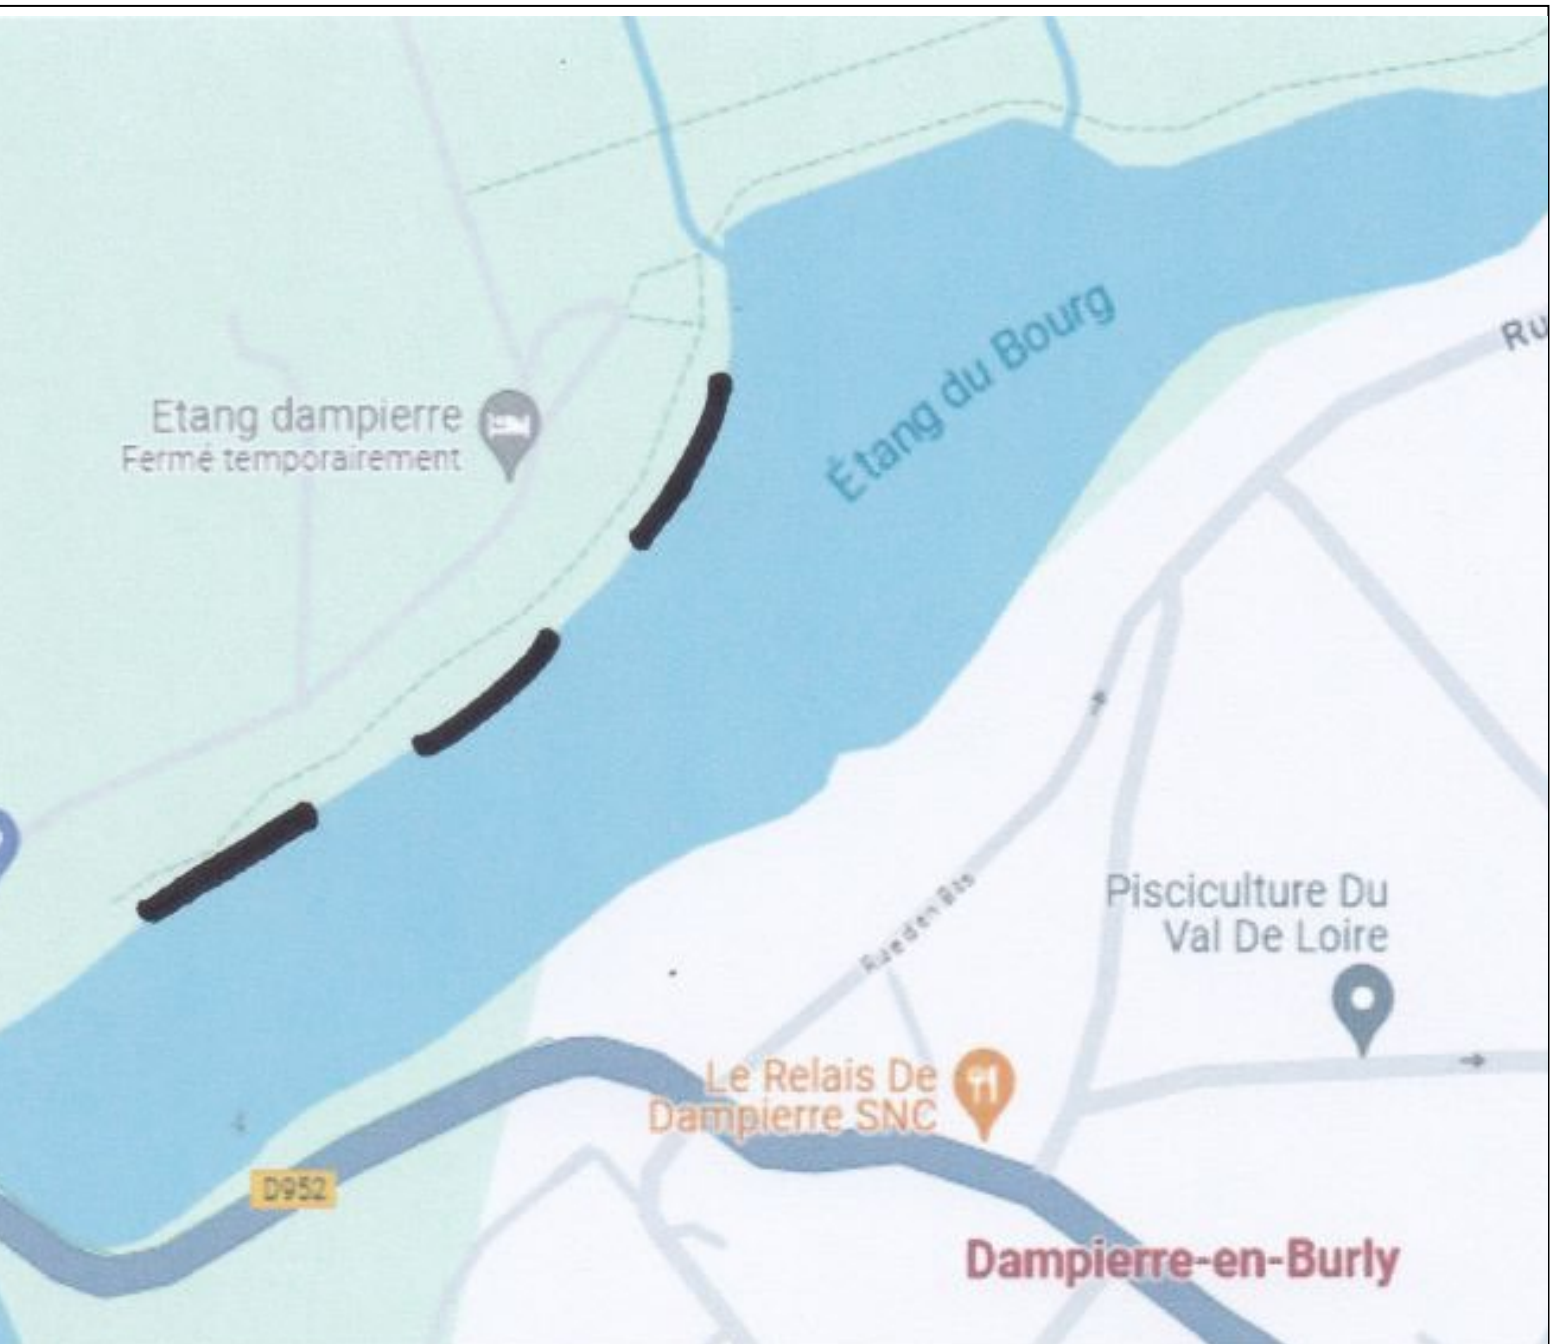 Étang du Bourg
Ru
Etang dampierre
Fermé temporairement
Pisciculture Du
Val De Loire
Le Relais De
Dampierre SNC
D952
Dampierre-en-Burly